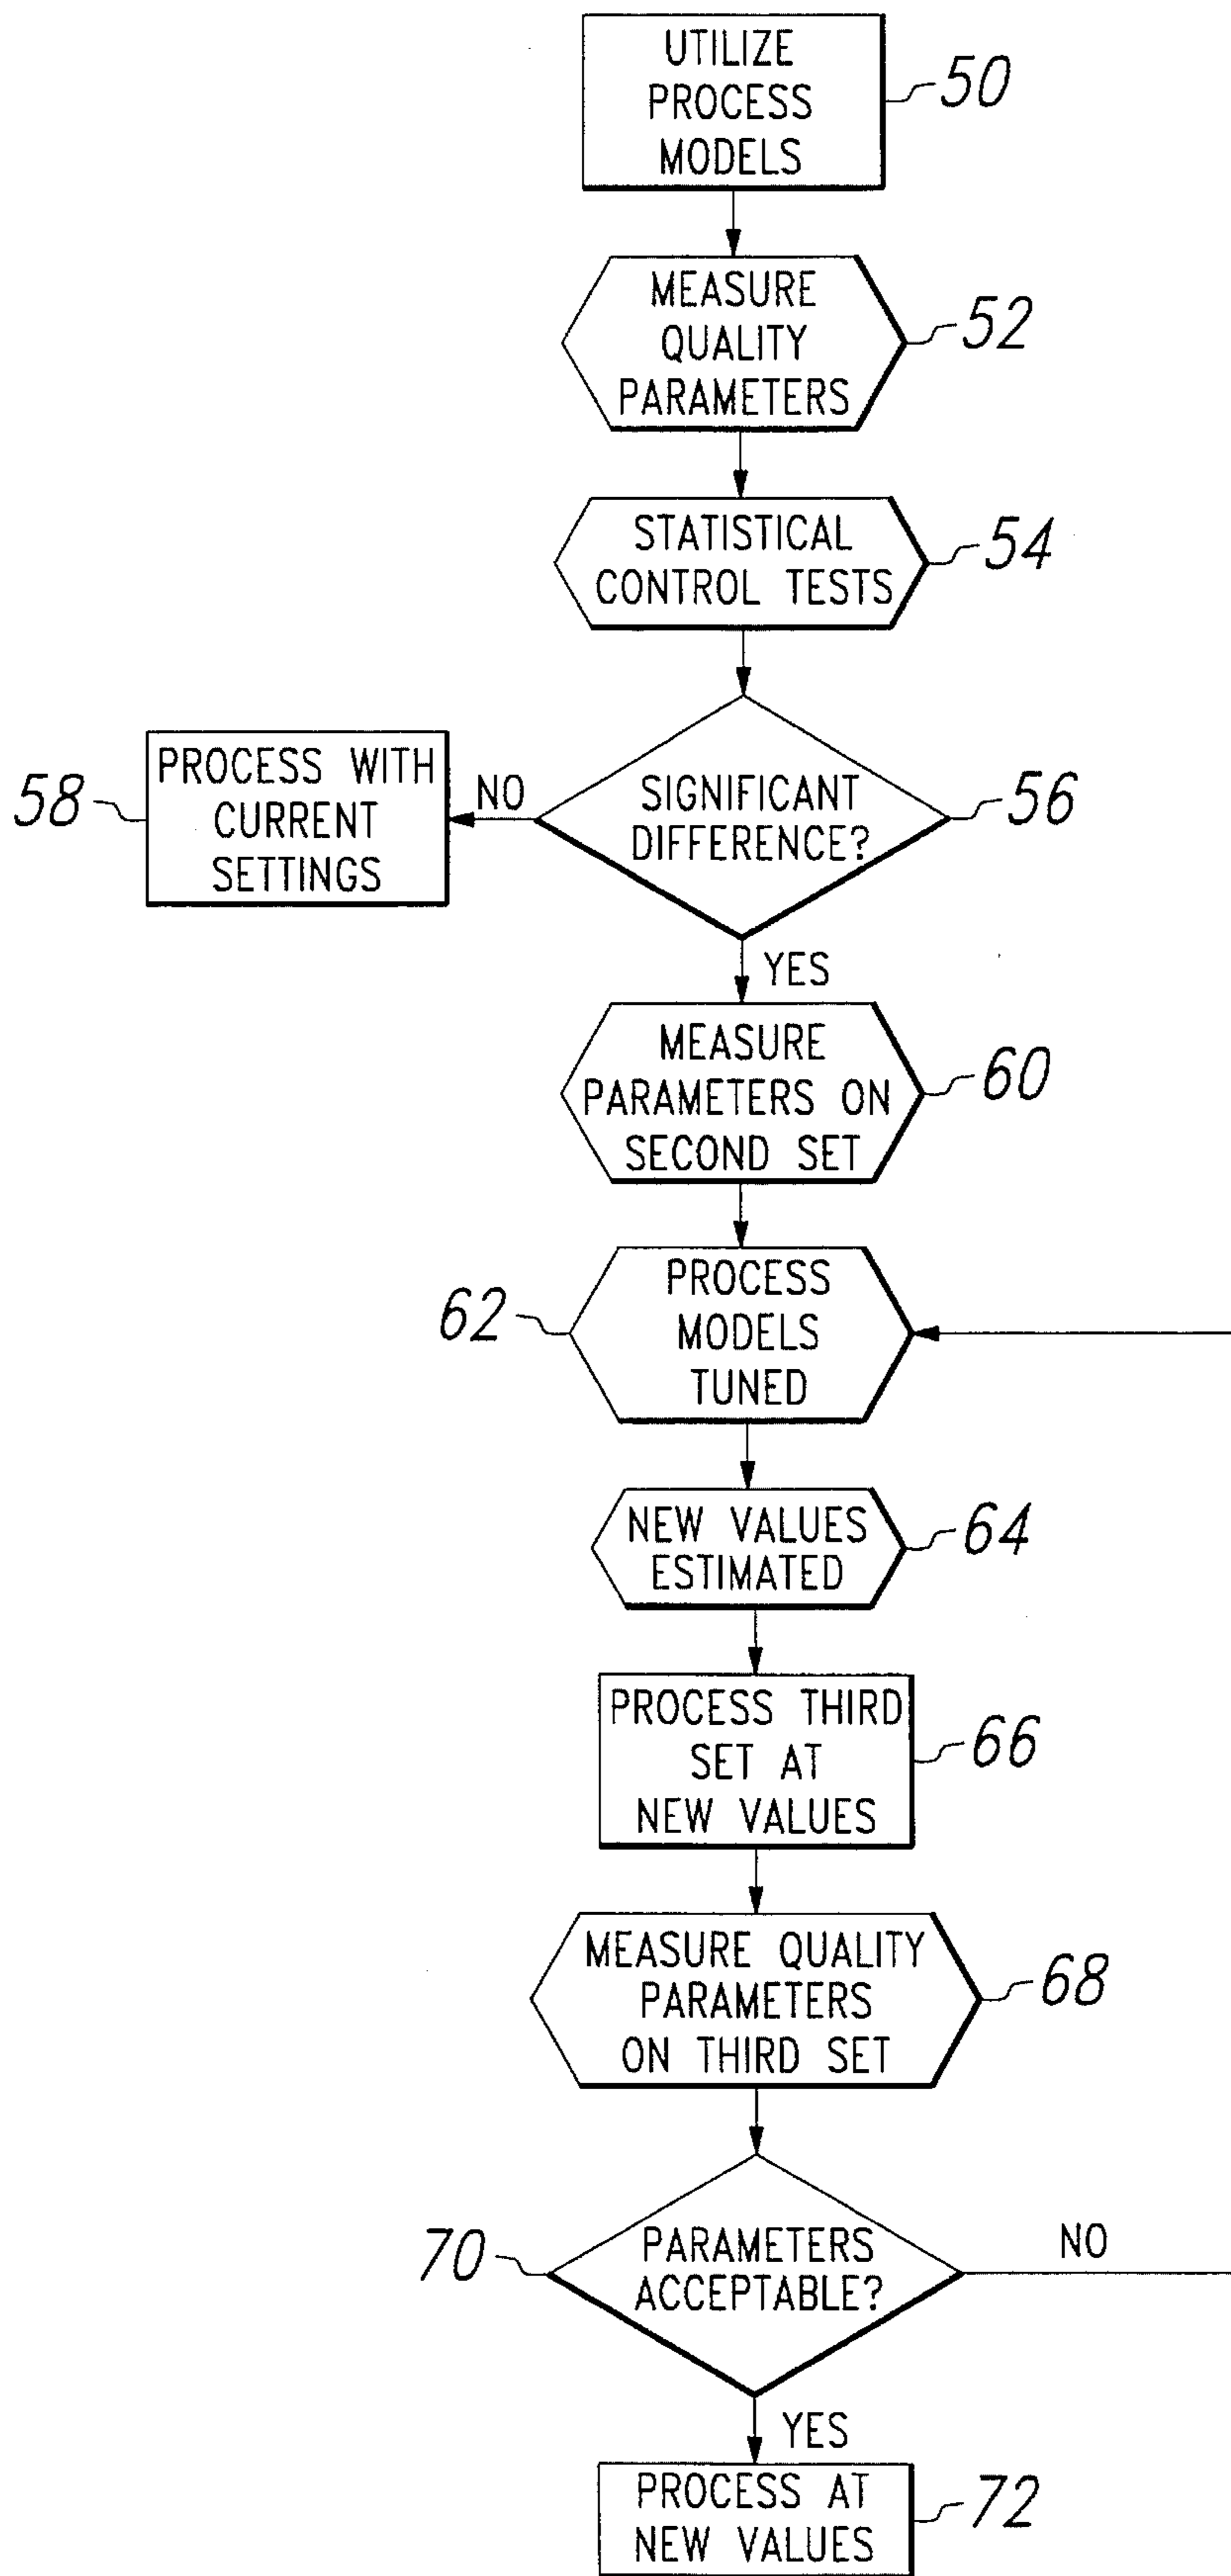 UTILIZE
PROCESS
MODELS
50
MEASURE
QUALITY
PARAMETERS
52
STATISTICAL
CONTROL TESTS
54
SIGNIFICANT
DIFFERENCE?
56
NO
PROCESS WITH
CURRENT
SETTINGS
58
YES
MEASURE
PARAMETERS ON
SECOND SET
60
PROCESS
MODELS
TUNED
62
NEW VALUES
ESTIMATED
64
PROCESS THIRD
SET AT
NEW VALUES
66
MEASURE QUALITY
PARAMETERS
ON THIRD SET
68
PARAMETERS
ACCEPTABLE?
70
NO
YES
PROCESS AT
NEW VALUES
72